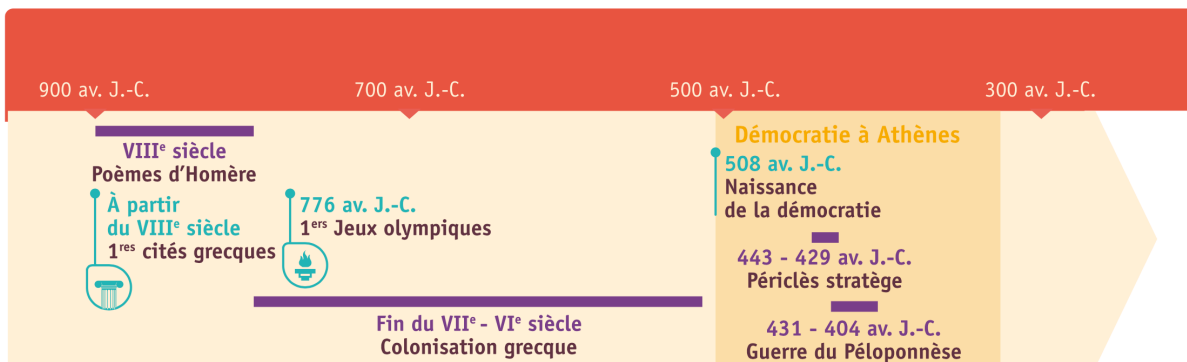 900 av. J.-C.
700 av. J.-C.
500 av. J.-C.
300 av. J.-C.
VIIIe siècle
Poèmes d’Homère
À partir
du VIIIe siècle
1res cités grecques
776 av. J.-C.
1ers Jeux olympiques
Fin du VIIe - VIe siècle
Colonisation grecque
Démocratie à Athènes
508 av. J.-C.
Naissance
de la démocratie
443 - 429 av. J.-C.
Périclès stratège
431 - 404 av. J.-C.
Guerre du Péloponnèse